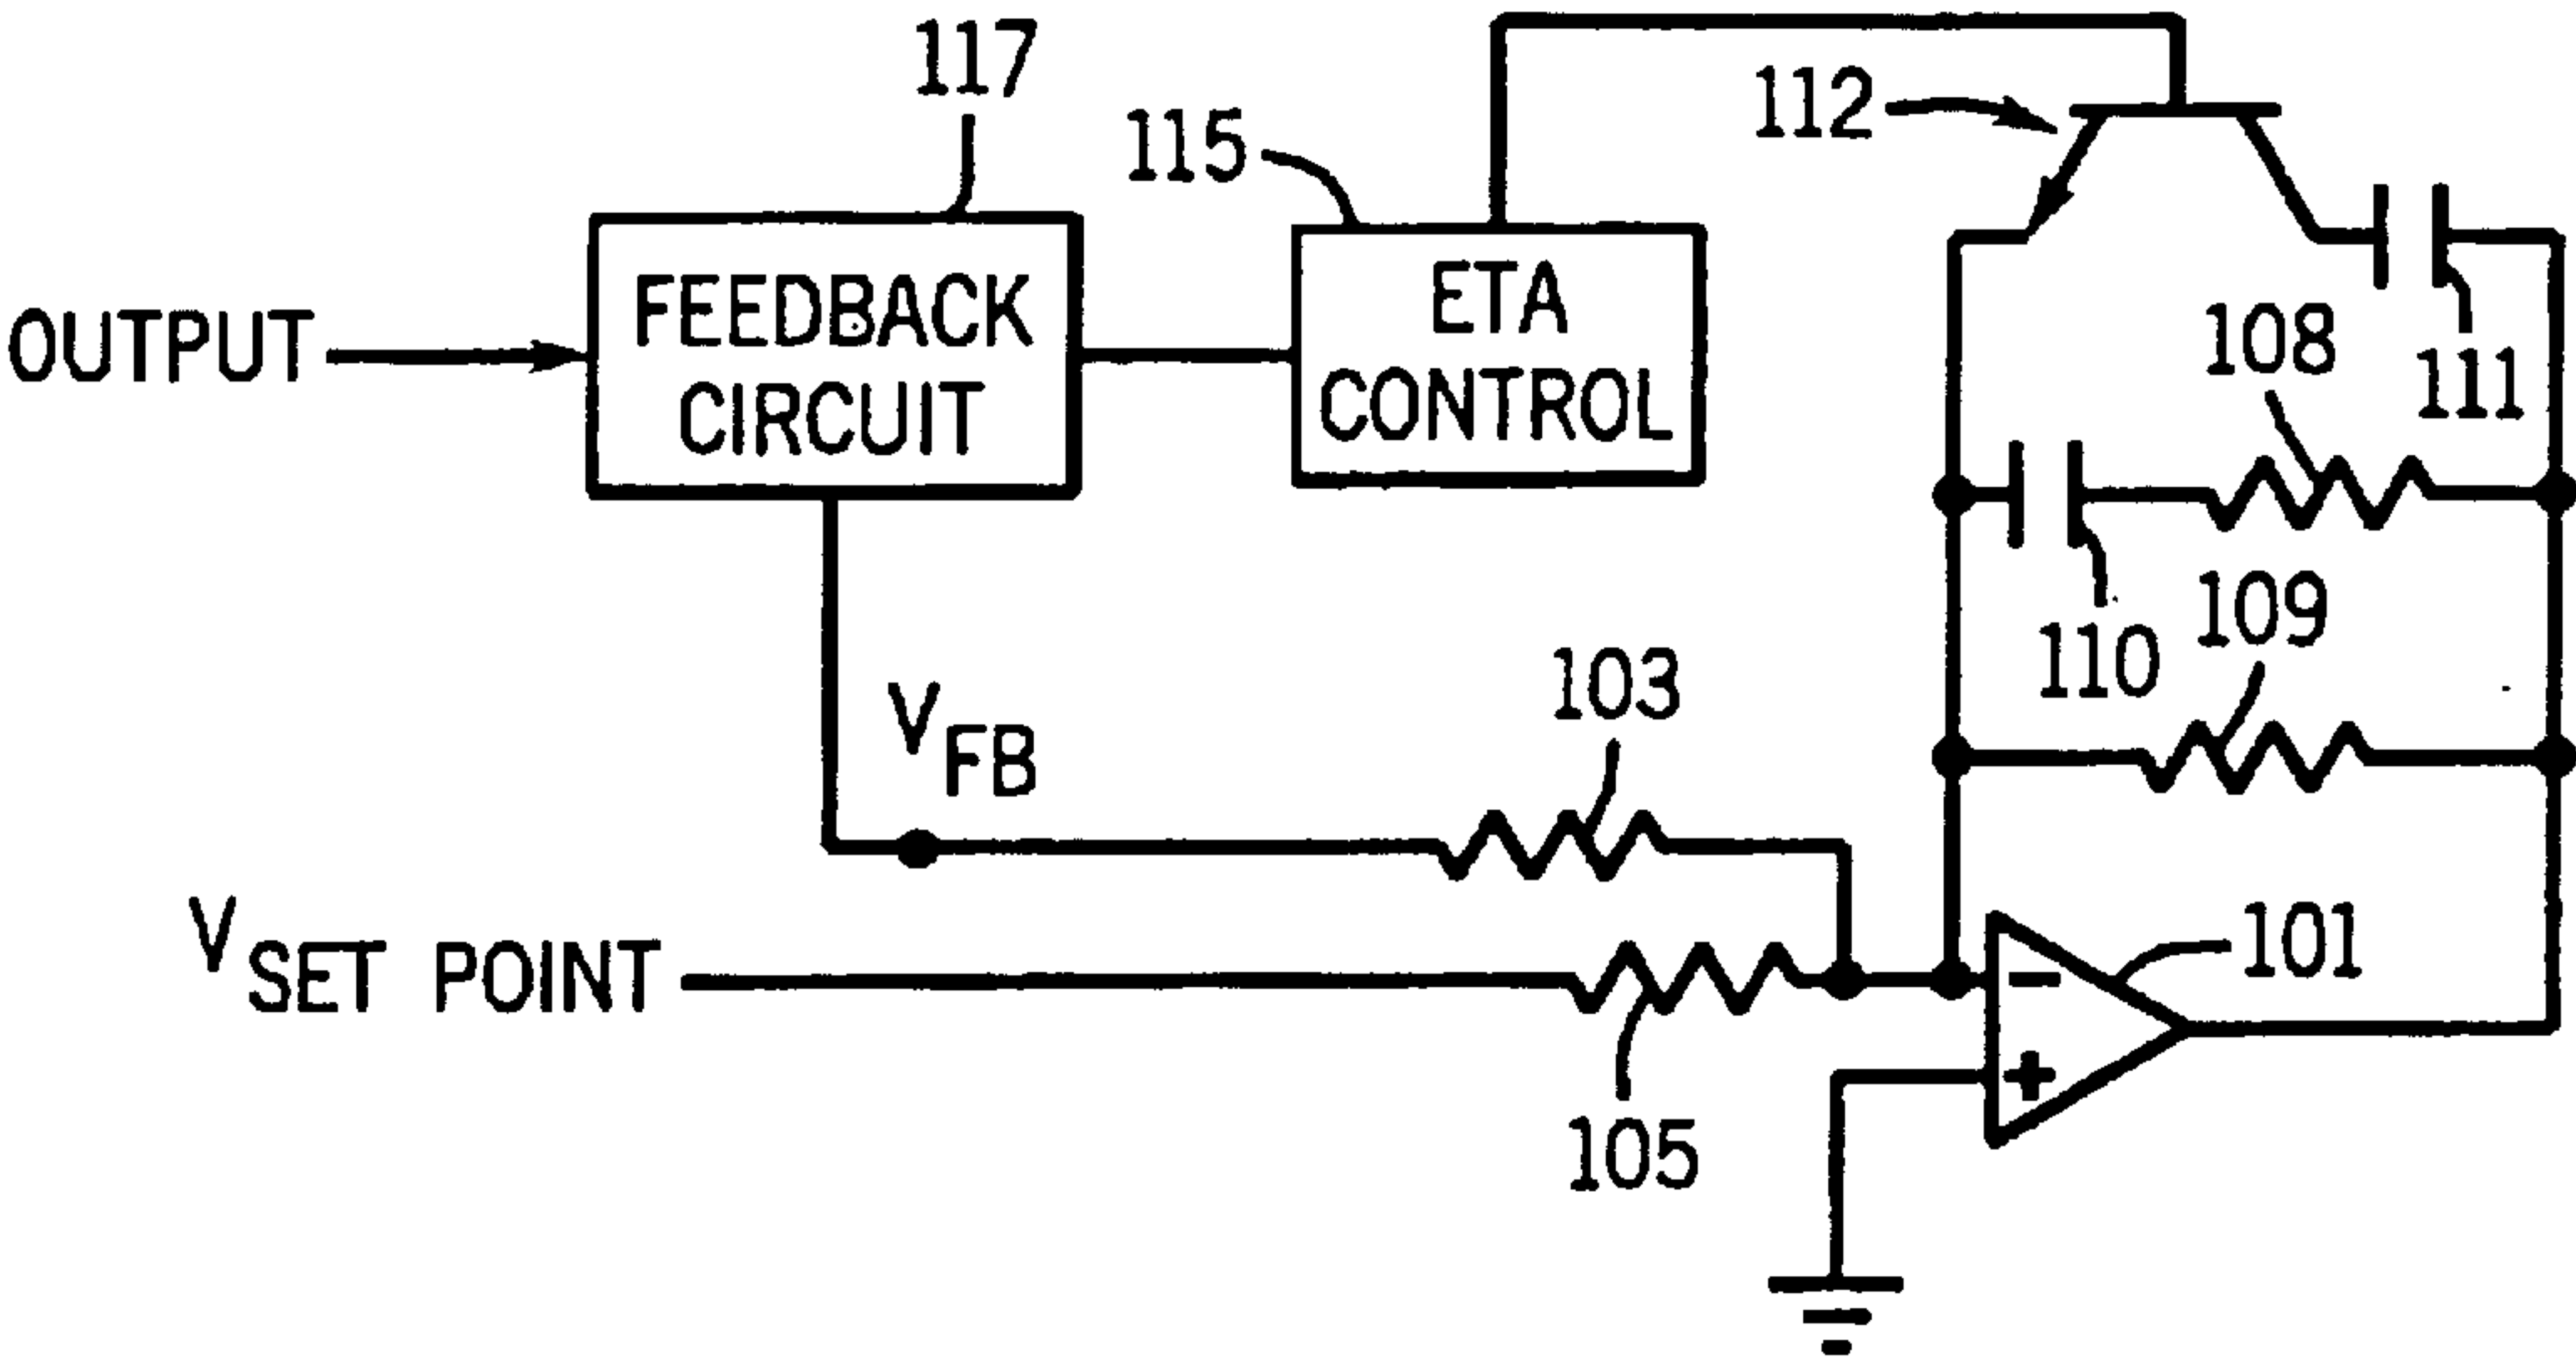 117
115
112
OUTPUT
FEEDBACK
CIRCUIT
ETA
CONTROL
108
111
110
109
103
V FB
V SET POINT
105
-
+
101